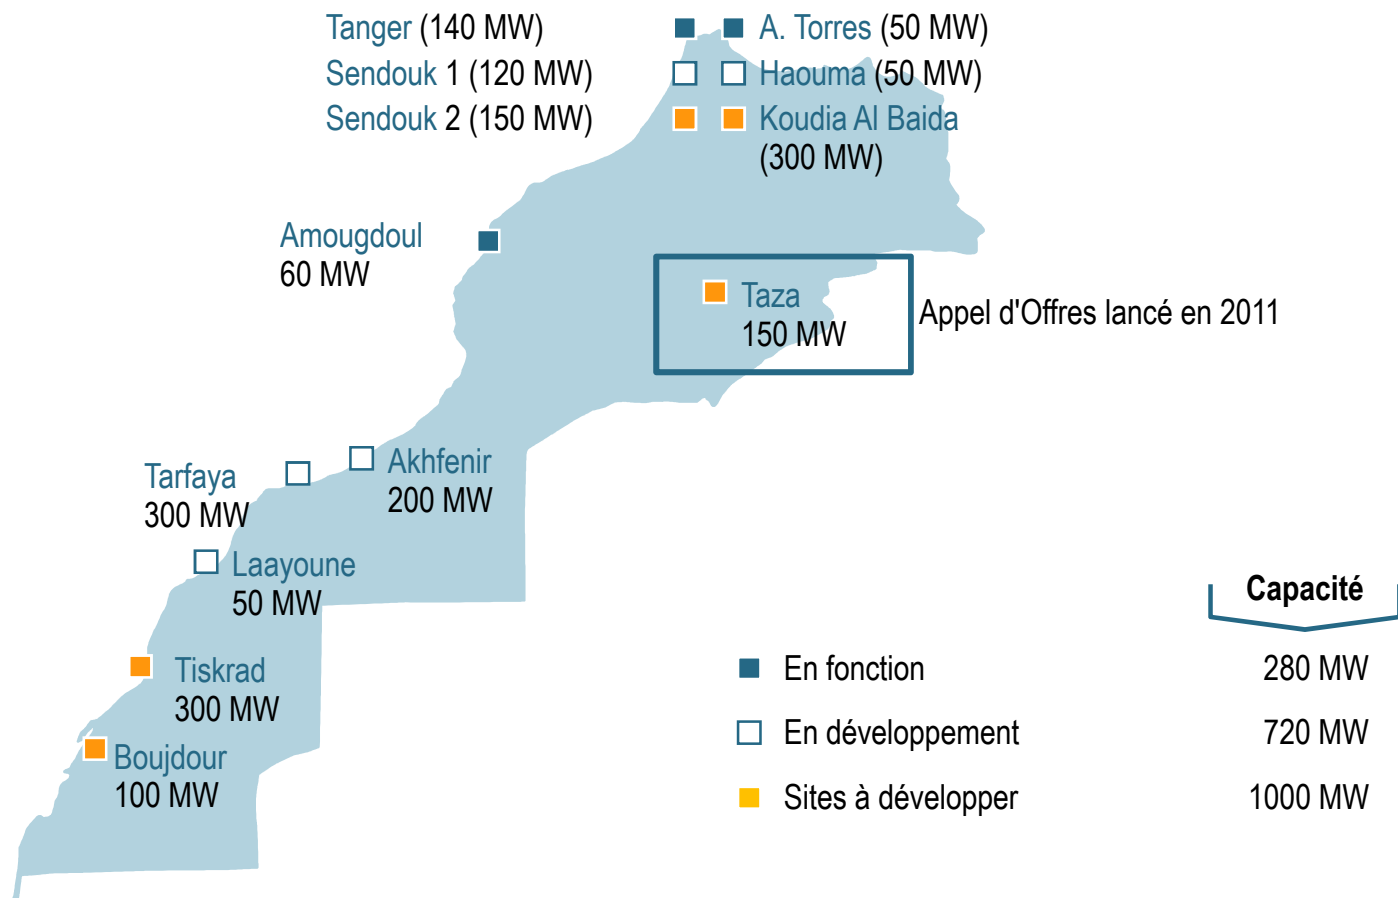 Tanger (140 MW)
A. Torres (50 MW)
Sendouk 1 (120 MW)
Haouma (50 MW)
Sendouk 2 (150 MW)
Koudia Al Baida
(300 MW)
Amougdoul
60 MW
Taza
150 MW
Appel d'Offres lancé en 2011
Akhfenir
200 MW
Tarfaya
300 MW
Laayoune
50 MW
Tiskrad
300 MW
Boujdour
100 MW
Capacité
En fonction 280 MW
En développement 720 MW
Sites à développer 1000 MW